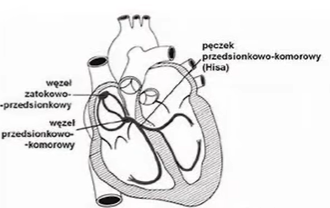 pęczek
przedsionkowo-komorowy
(Hisa)
węzeł
zatokowo-
-przedsionkowy
węzeł
przedsionkowo-
-komorowy